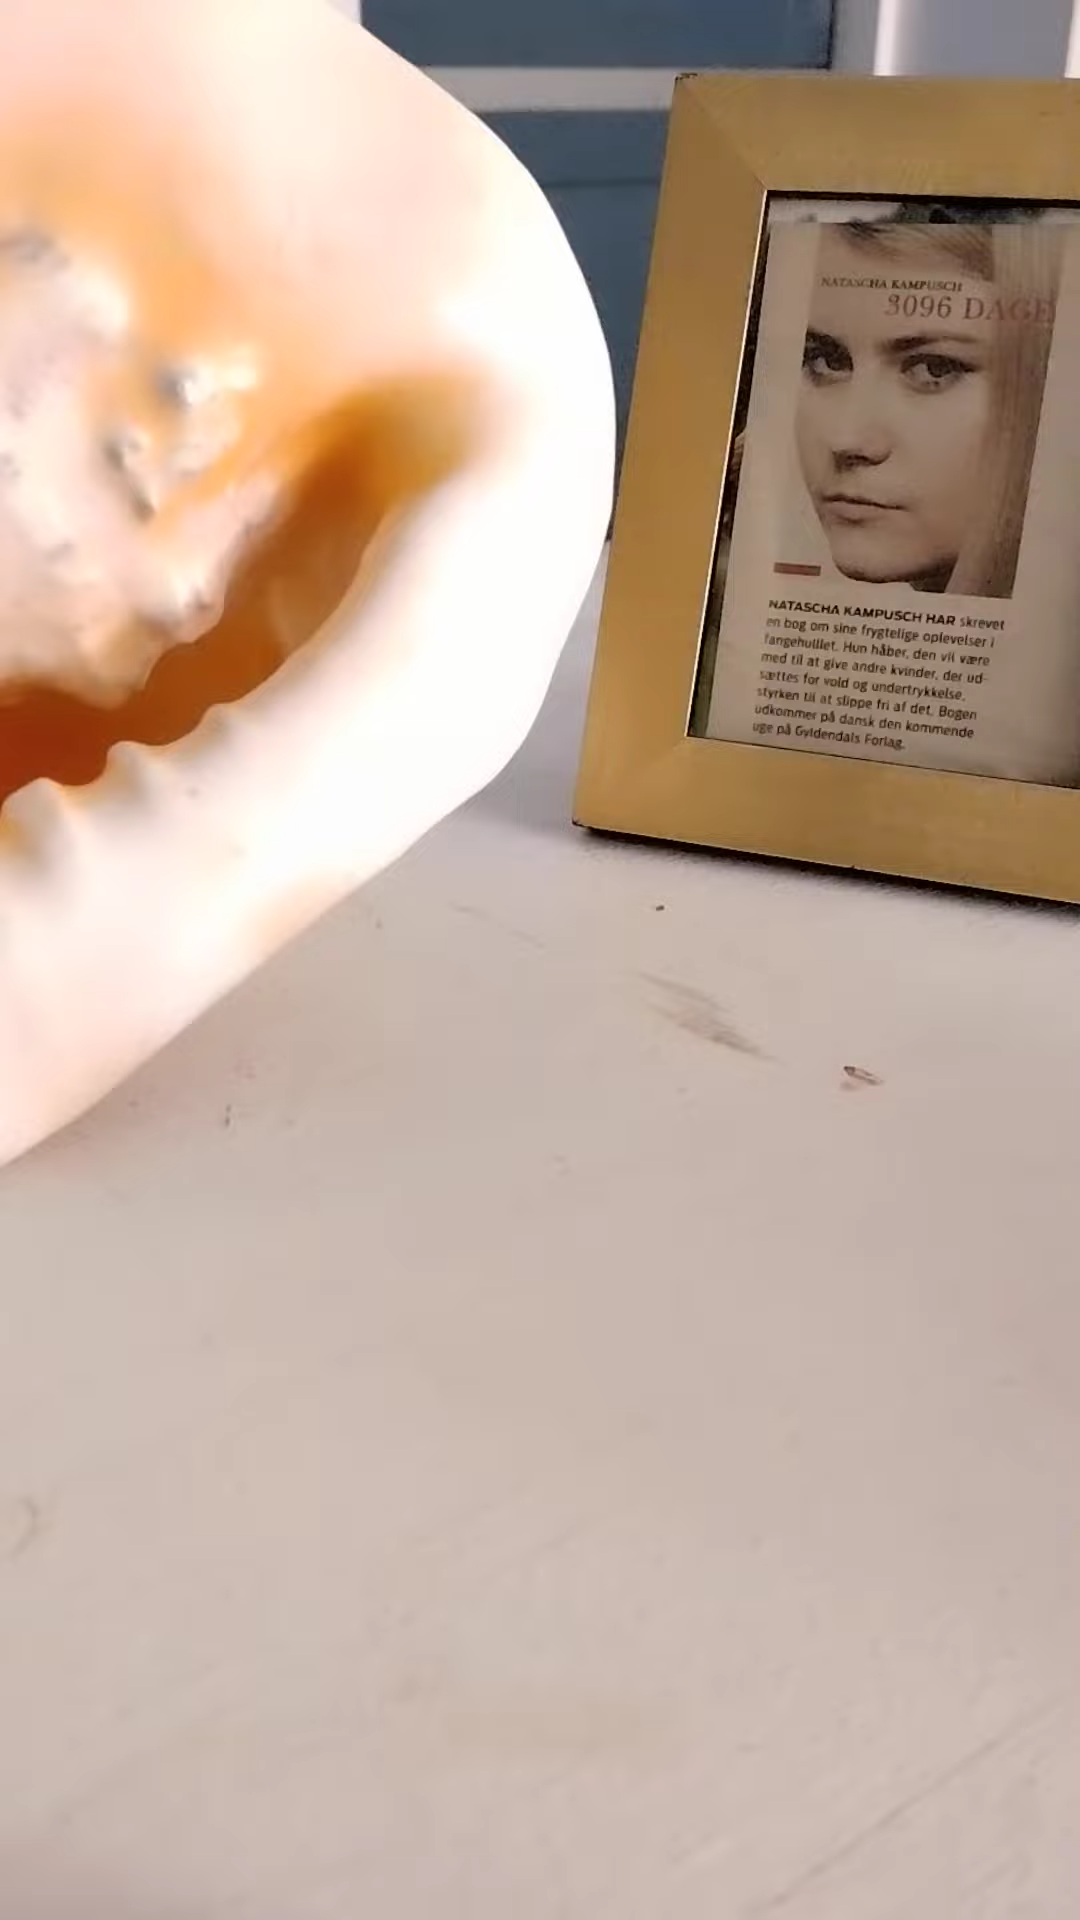 NATASCHA KAMPUSCH
3096 DAGE
NATASCHA KAMPUSCH HAR skrevet
en bog om sine frygtelige oplevelser i
fangehullet. Hun håber, den vil være
med til at give andre kvinder, der ud-
sættes for vold og undertrykkelse,
styrken til at slippe fri af det. Bogen
udkommer på dansk den kommende
uge på Gyldendals Forlag.